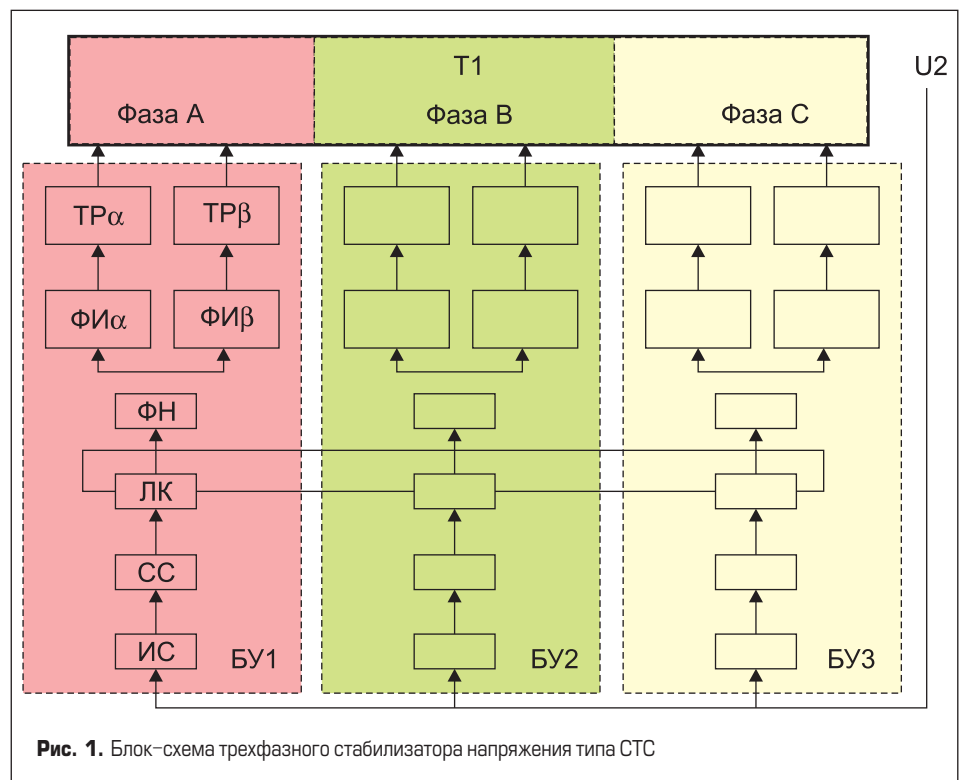 T1
U2
Фаза A
Фаза B
Фаза C
ТРα
ТРβ
ФИα
ФИβ
ФН
ЛК
СС
ИС
БУ1
БУ2
БУ3
Рис. 1. Блок-схема трехфазного стабилизатора напряжения типа СТС